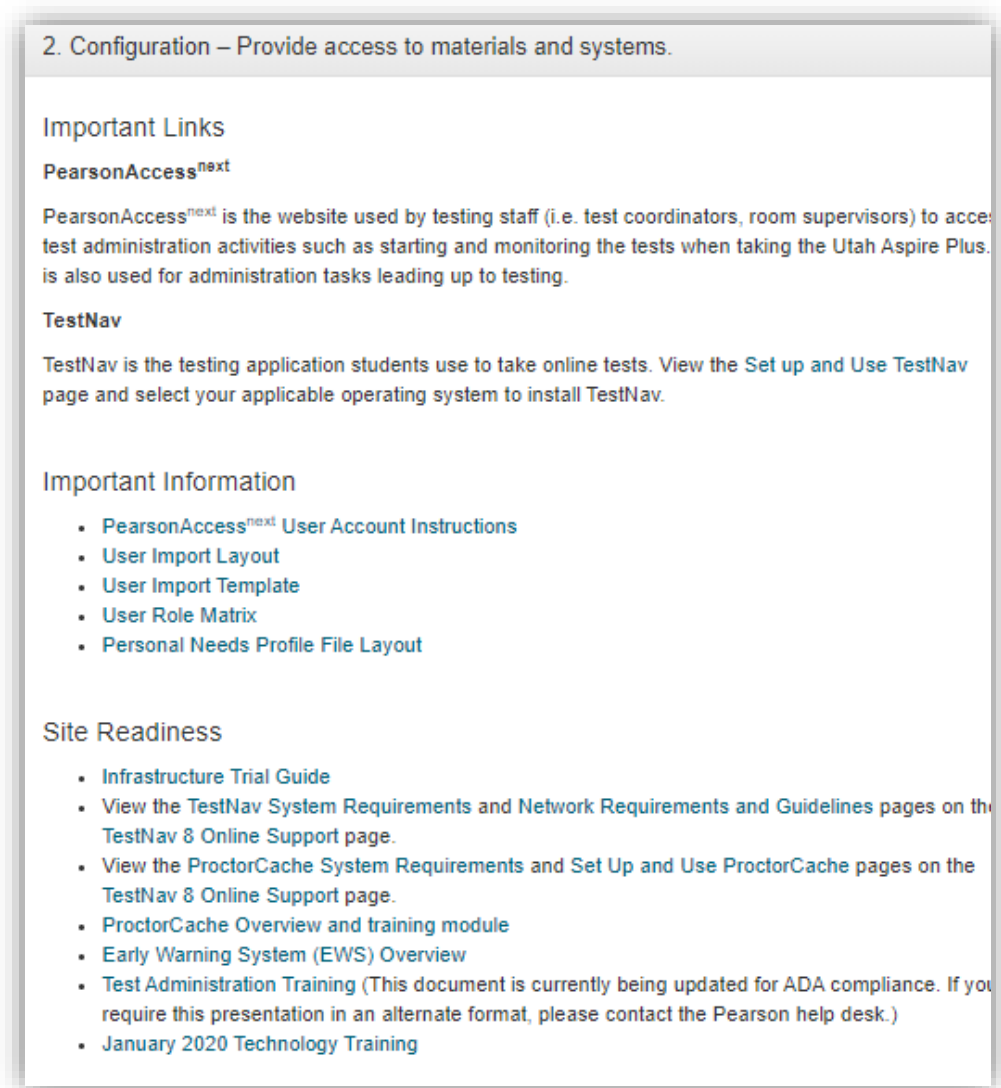 2. Configuration – Provide access to materials and systems.
Important Links
PearsonAccessnext
PearsonAccessnext is the website used by testing staff (i.e. test coordinators, room supervisors) to
test administration activities such as starting and monitoring the tests when taking the Utah Aspire Plus.
is also used for administration tasks leading up to testing.
TestNav
TestNav is the testing application students use to take online tests. View the Set up and Use TestNav
page and select your applicable operating system to install TestNav.
Important Information
• PearsonAccessnext User Account Instructions
• User Import Layout
• User Import Template
• User Role Matrix
• Personal Needs Profile File Layout
Site Readiness
• Infrastructure Trial Guide
• View the TestNav System Requirements and Network Requirements and Guidelines pages on
TestNav 8 Online Support page.
• View the ProctorCache System Requirements and Set Up and Use ProctorCache pages on the
TestNav 8 Online Support page.
• ProctorCache Overview and training module
• Early Warning System (EWS) Overview
• Test Administration Training (This document is currently being updated for ADA compliance. If
require this presentation in an alternate format, please contact the Pearson help desk.)
• January 2020 Technology Training